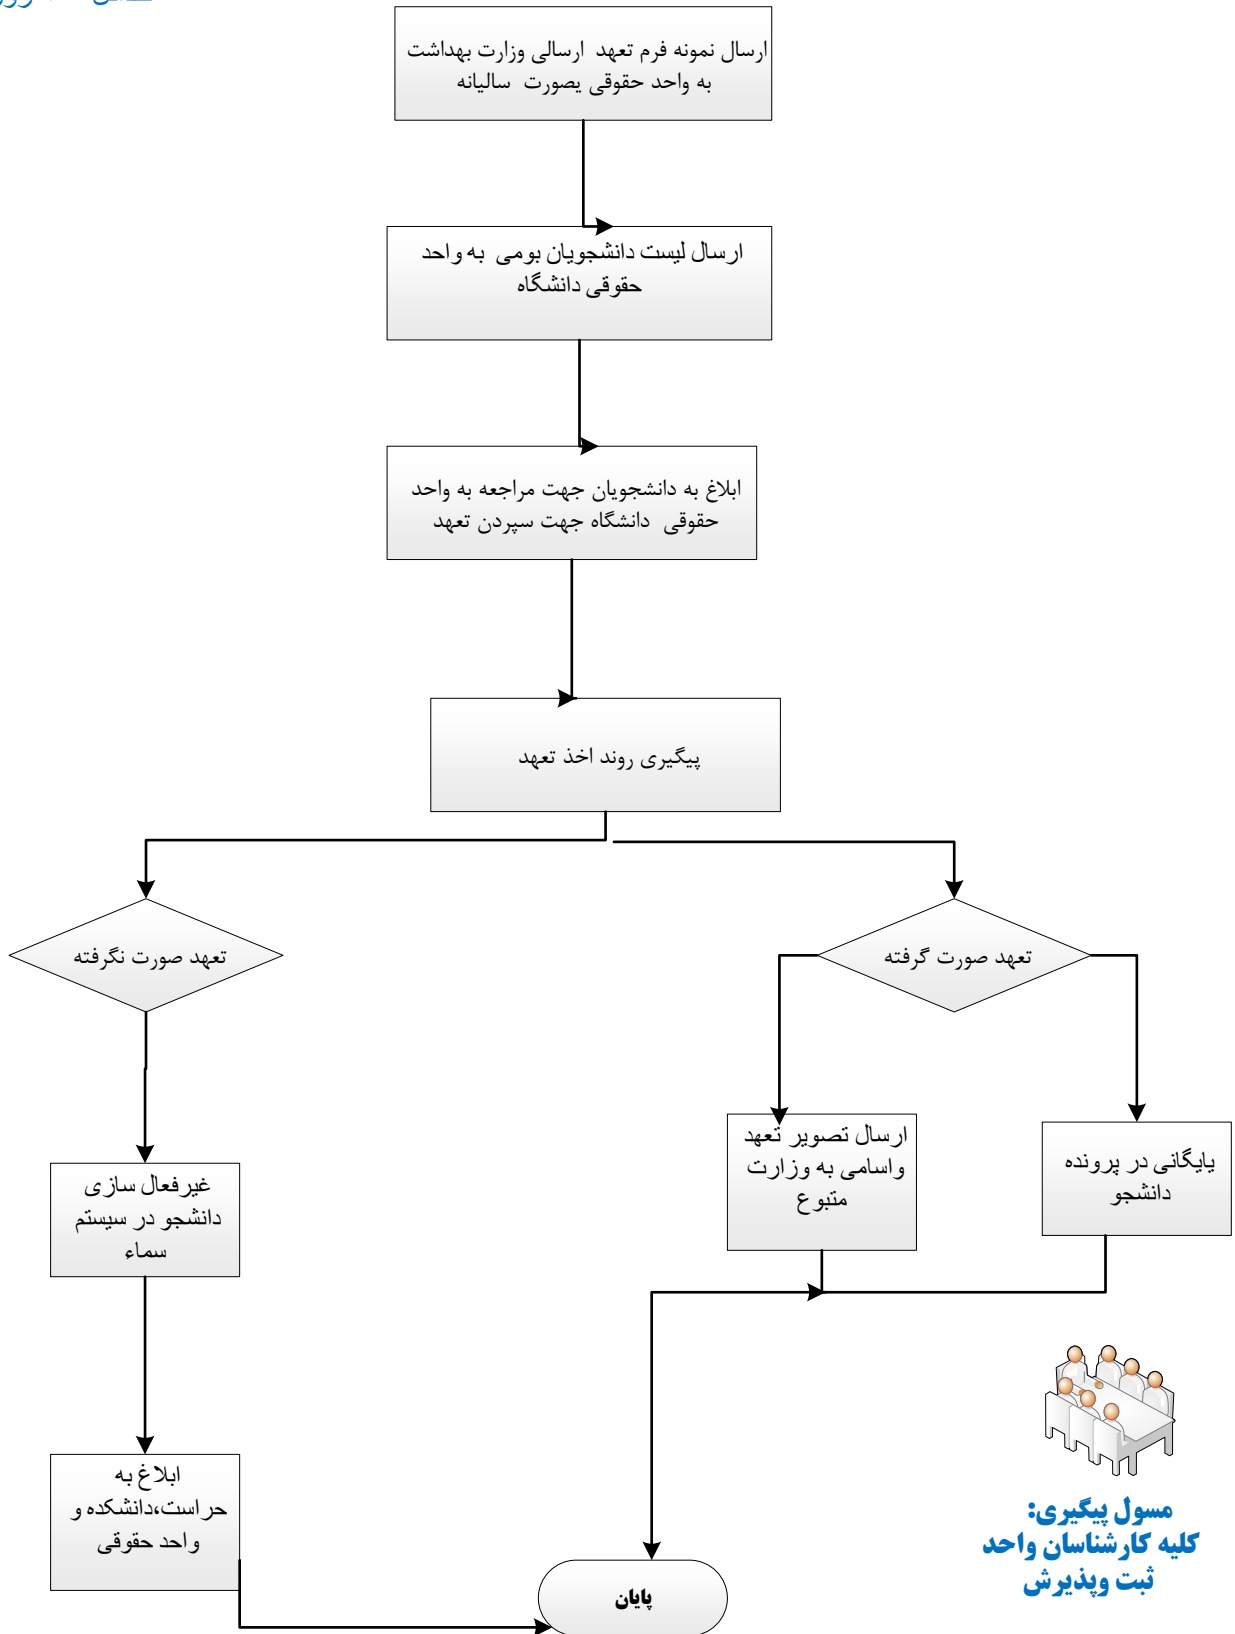 ارسال نمونه فرم تعهد ارسالی وزارت بهداشت
به واحد حقوقی یصورت سالیانه
ارسال لیست دانشجویان بومی به واحد
حقوقی دانشگاه
ابلاغ به دانشجویان جهت مراجعه به واحد
حقوقی دانشگاه جهت سپردن تعهد
پیگیری روند اخذ تعهد
تعهد صورت گرفته
تعهد صورت نگرفته
یایگانی در پرونده
دانشجو
ارسال تصویر تعهد
واسامی به وزارت
متبوع
غیرفعال سازی
دانشجو در سیستم
سماء
ابلاغ به
حراست،دانشکده و
واحد حقوقی
مسول پیگیری:
کلیه کارشناسان واحد
ثبت وپذیرش
پایان